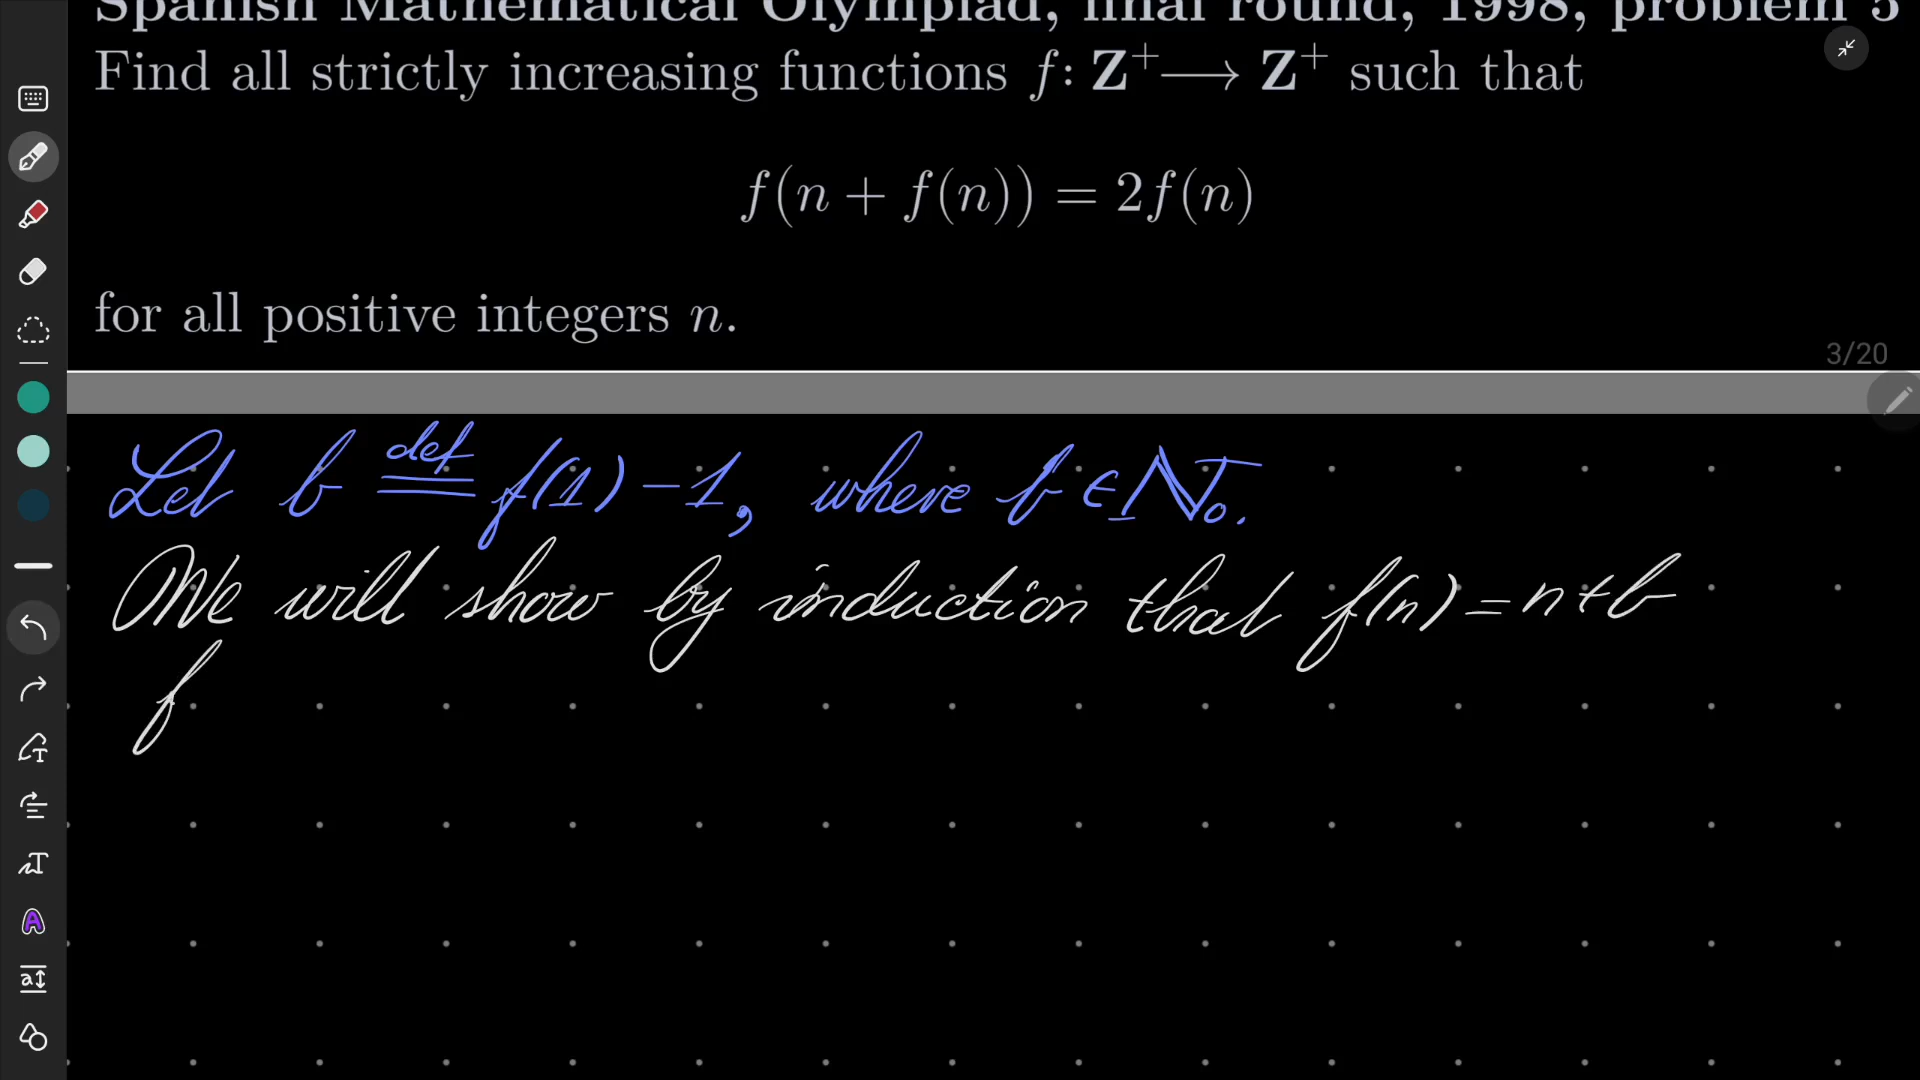 Spanish Mathematical Olympiad, final round, 1998, problem 5
Find all strictly increasing functions f: Z⁺ ⟶ Z⁺ such that
f(n + f(n)) = 2f(n)
for all positive integers n.
3/20
Let b def= f(1) - 1, where b ∈ ℕ₀.
We will show by induction that f(n) = n + b
f